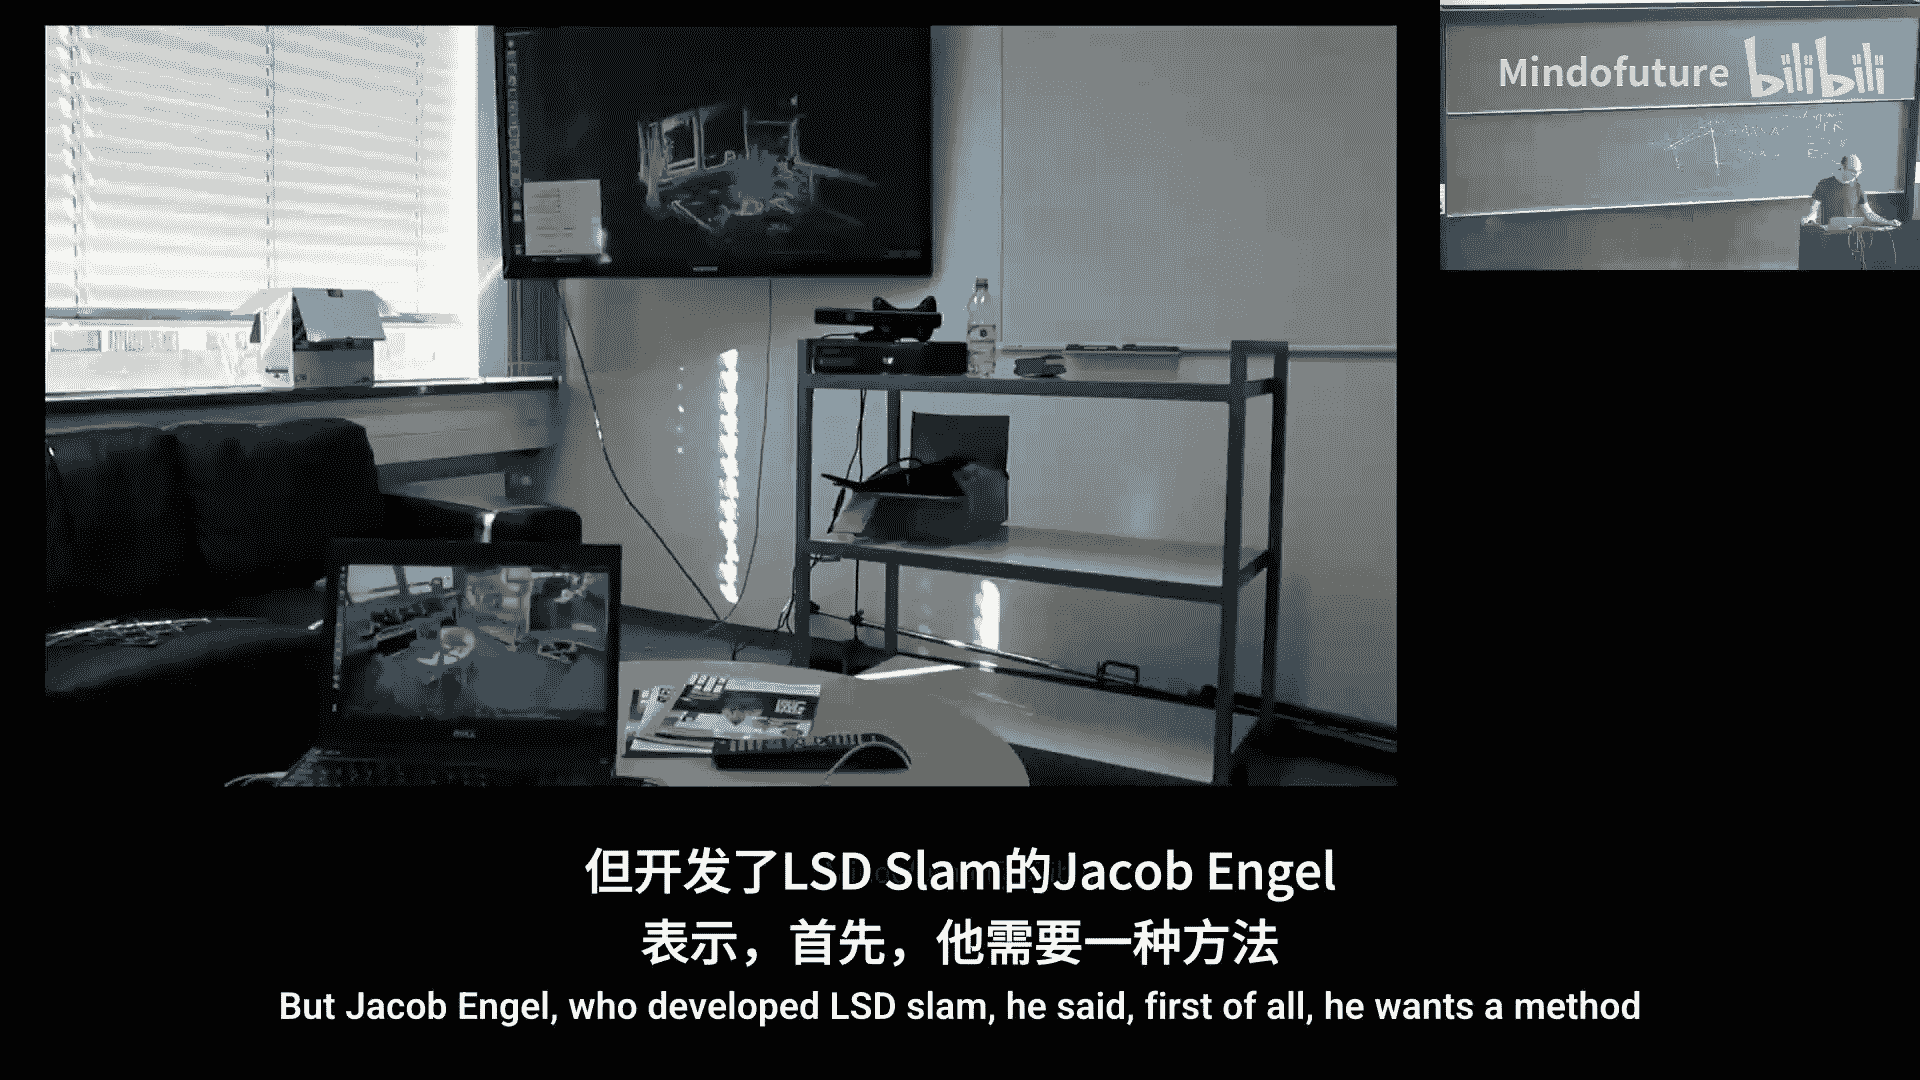 Mindofuture bilibili
但开发了LSD Slam的Jacob Engel
表示，首先，他需要一种方法
But Jacob Engel, who developed LSD slam, he said, first of all, he wants a method